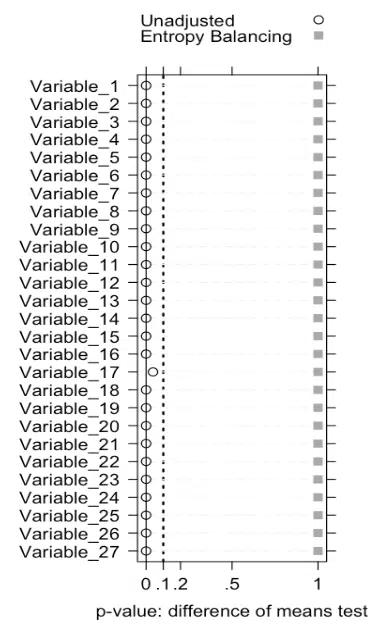 Unadjusted
Entropy Balancing
Variable_1
Variable_2
Variable_3
Variable_4
Variable_5
Variable_6
Variable_7
Variable_8
Variable_9
Variable_10
Variable_11
Variable_12
Variable_13
Variable_14
Variable_15
Variable_16
Variable_17
Variable_18
Variable_19
Variable_20
Variable_21
Variable_22
Variable_23
Variable_24
Variable_25
Variable_26
Variable_27
0 .1 .2 .5 1
p-value: difference of means test